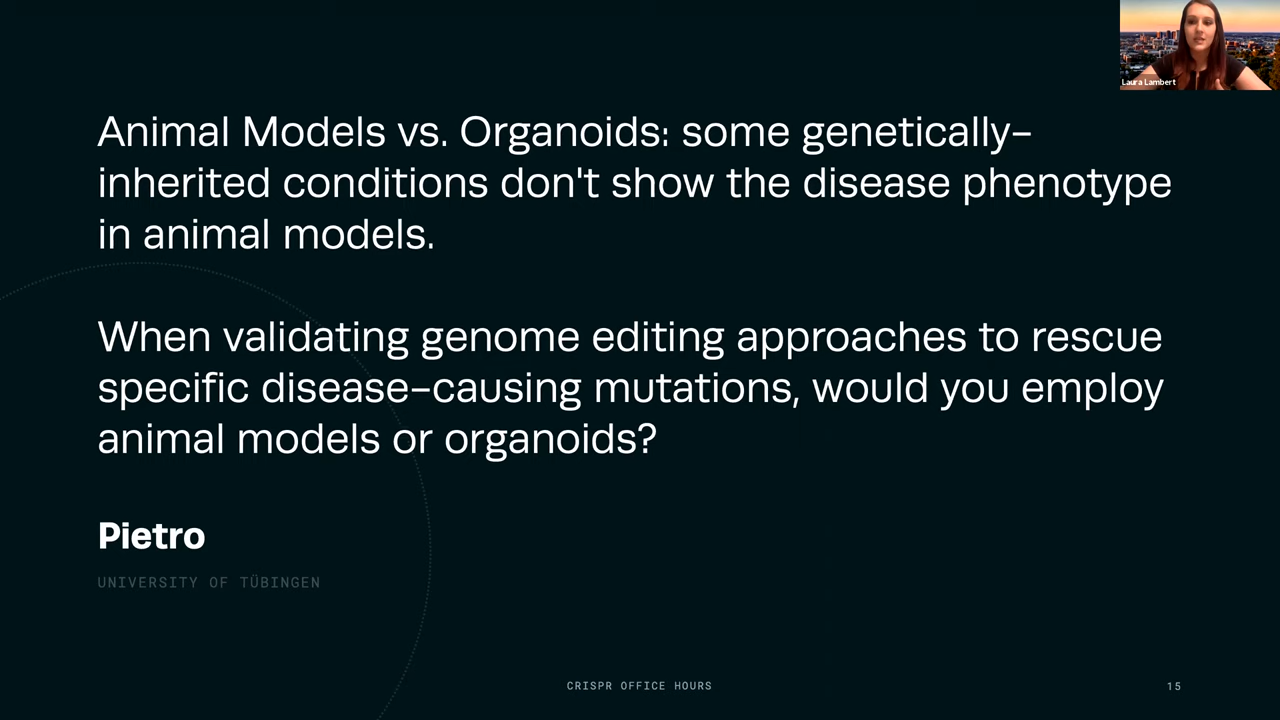 Laura Lambert
Animal Models vs. Organoids: some genetically-
inherited conditions don't show the disease phenotype
in animal models.
When validating genome editing approaches to rescue
specific disease-causing mutations, would you employ
animal models or organoids?
Pietro
UNIVERSITY OF TÜBINGEN
CRISPR OFFICE HOURS
15